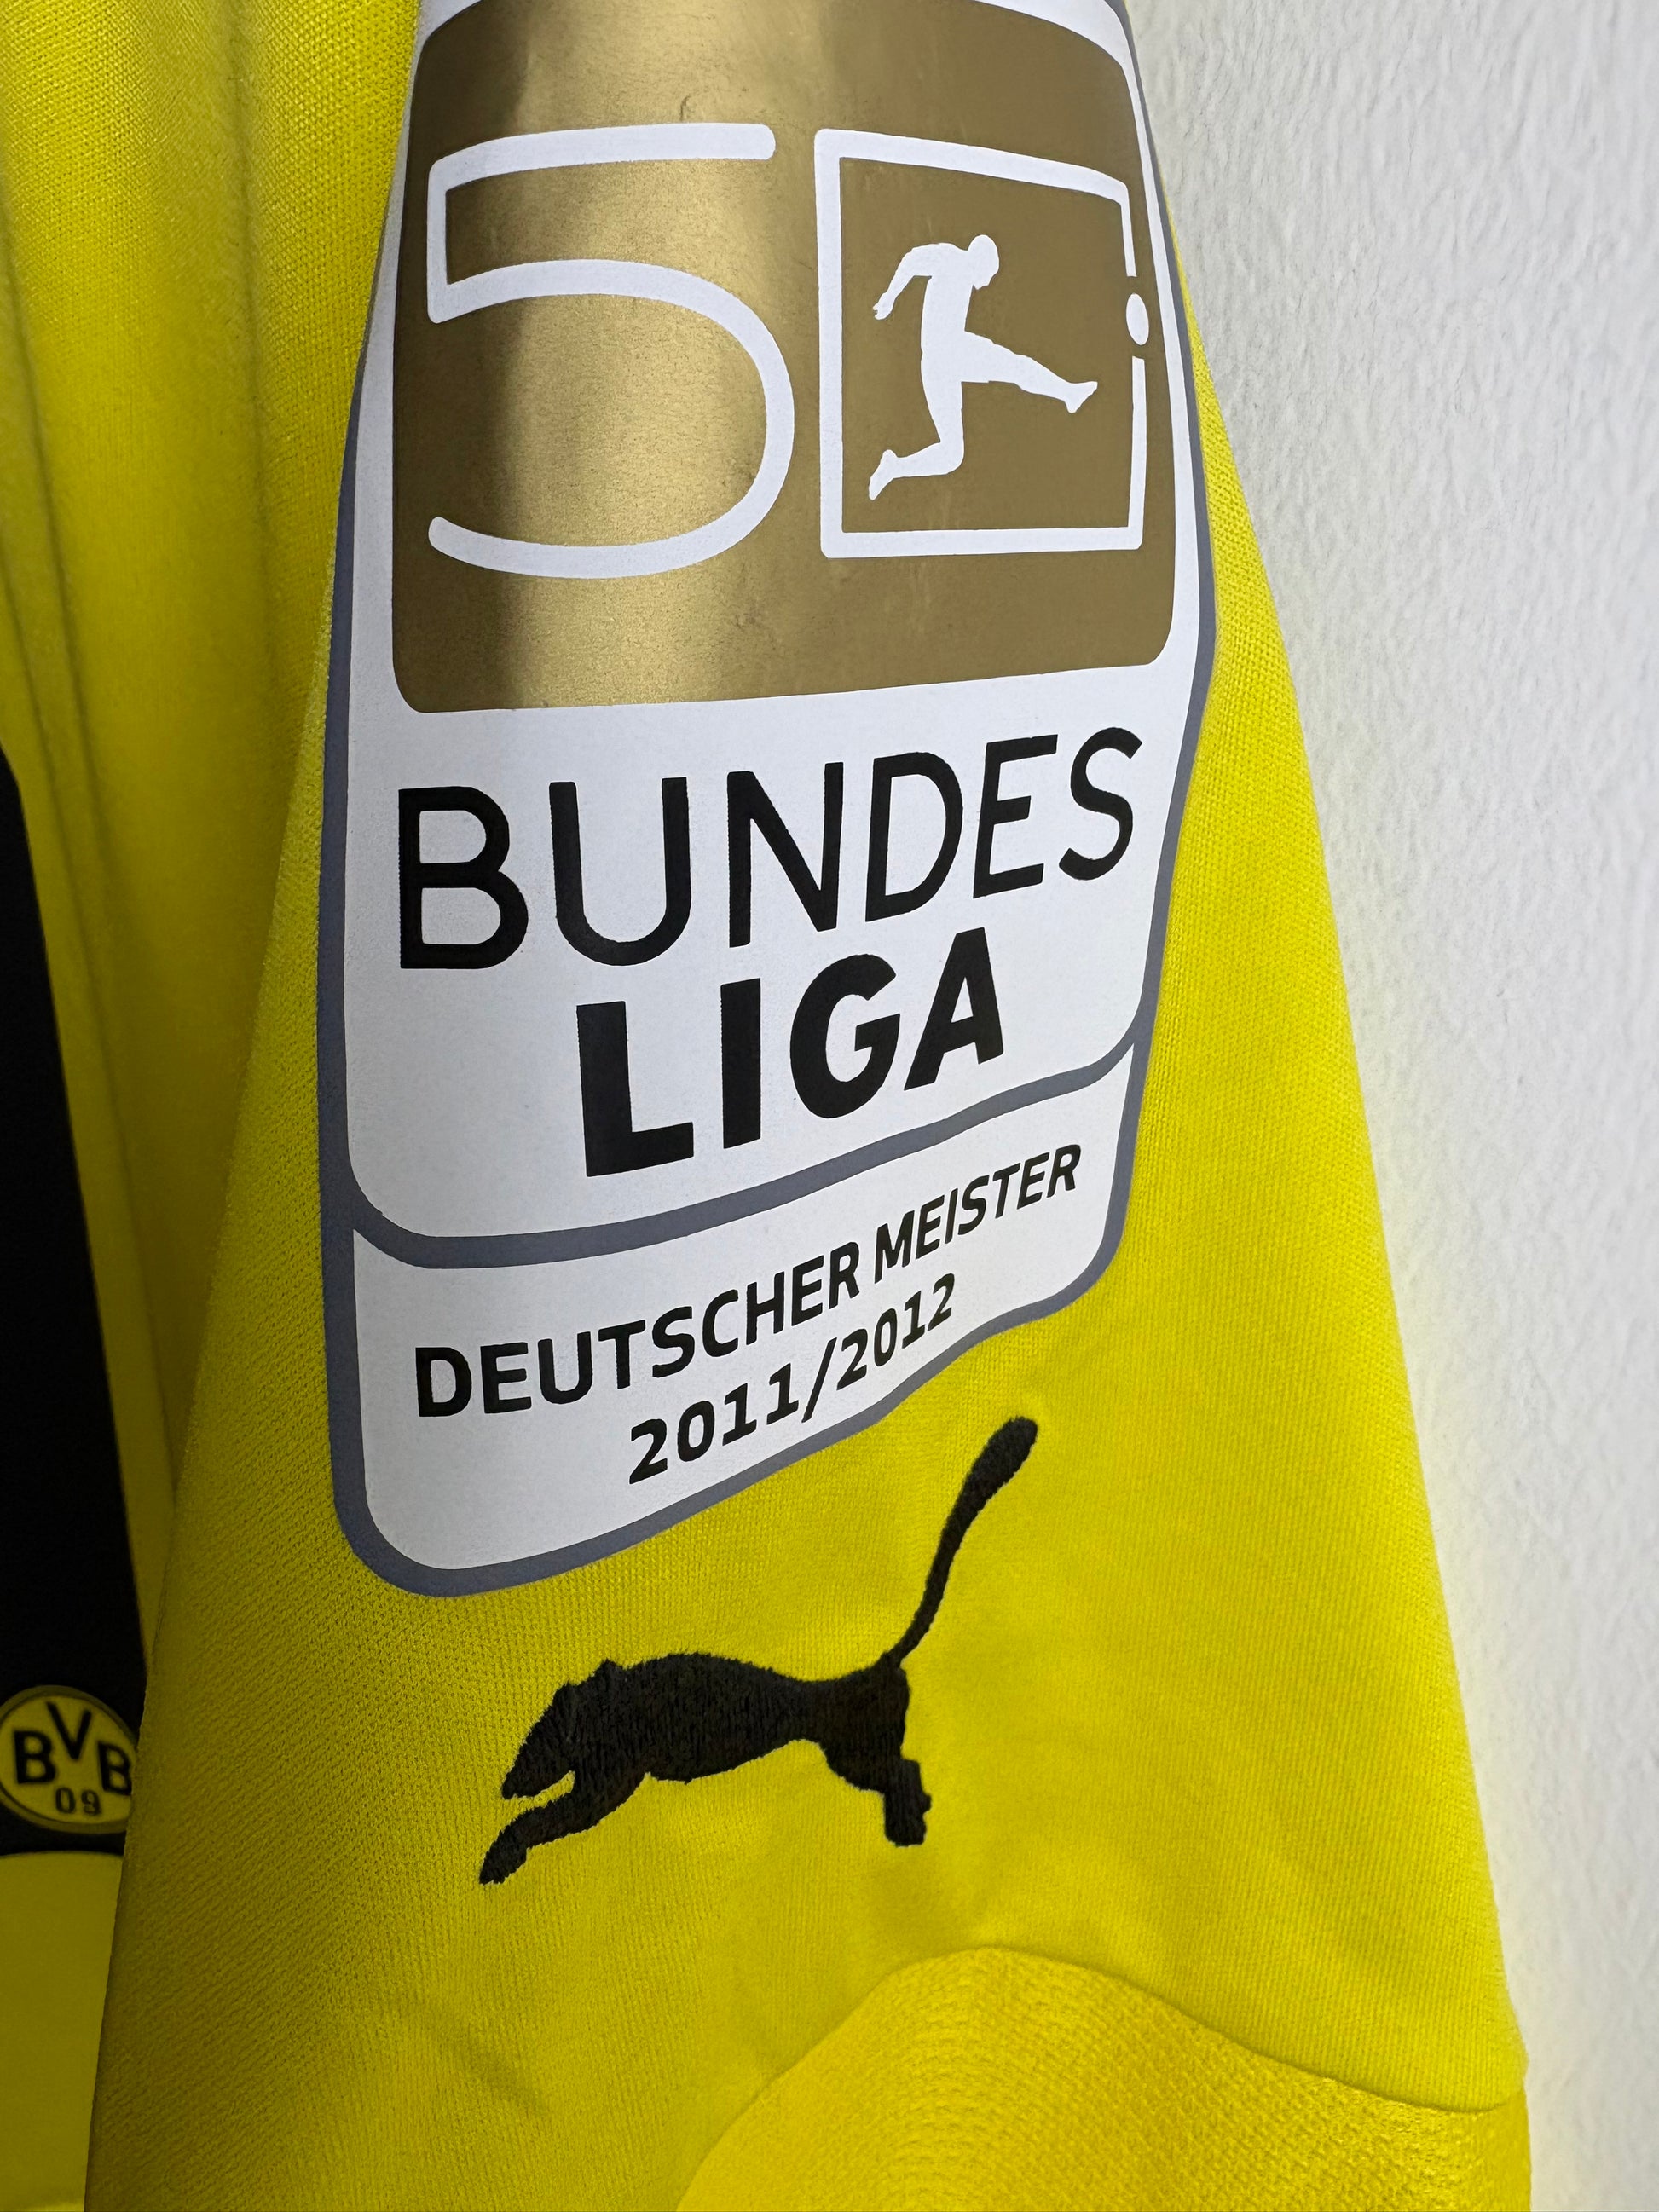 50
BUNDES
LIGA
DEUTSCHER MEISTER
2011/2012
BVB
09